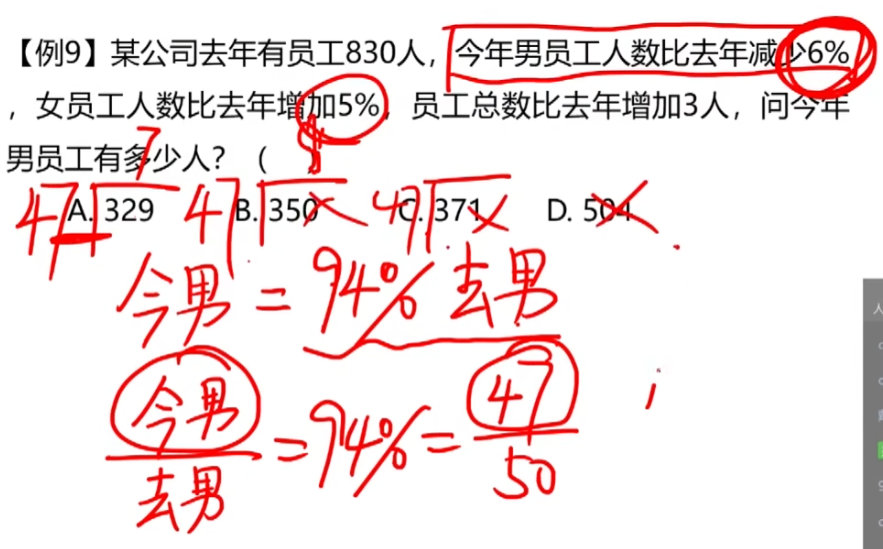 【例9】某公司去年有员工830人，今年男员工人数比去年减少6%
，女员工人数比去年增加5%，员工总数比去年增加3人，问今年
男员工有多少人？（
7
47 A. 329 47 B. 350 47 C. 371 D. 504
今男 = 94% 去男
今男
去男
= 94% =
47
50